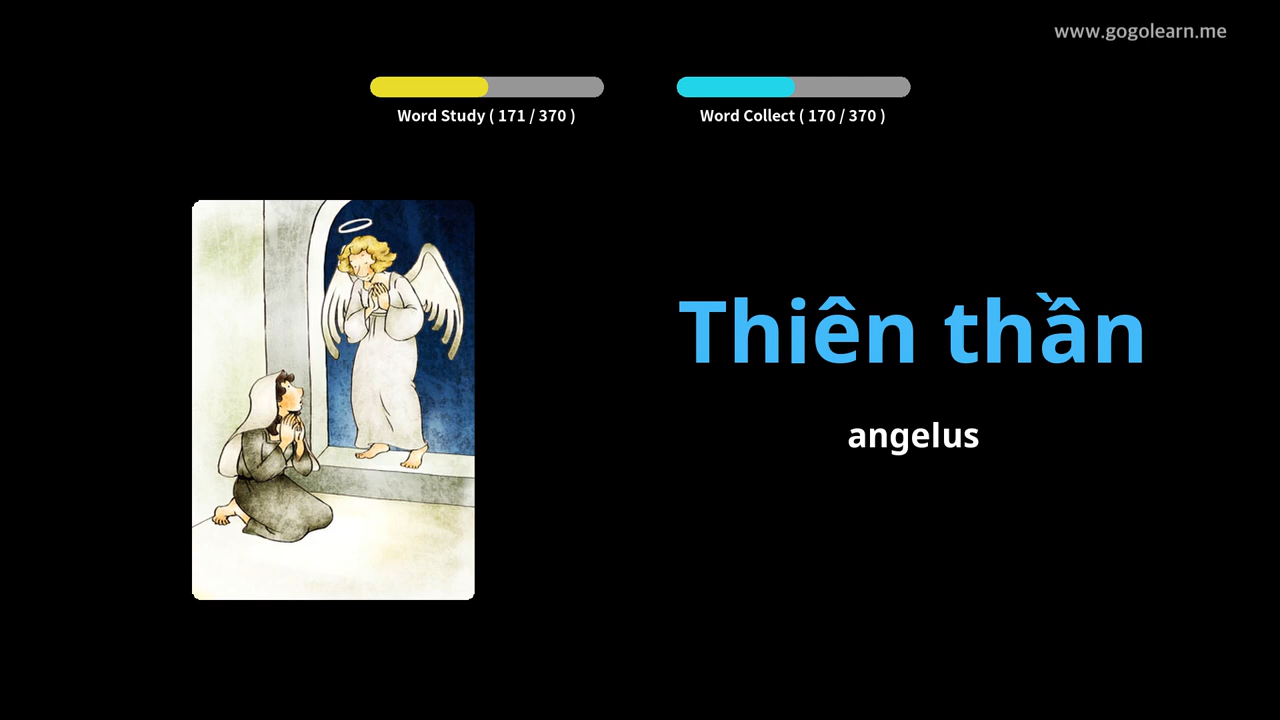 www.gogolearn.me
Word Study ( 171 / 370 )
Word Collect ( 170 / 370 )
Thiên thần
angelus